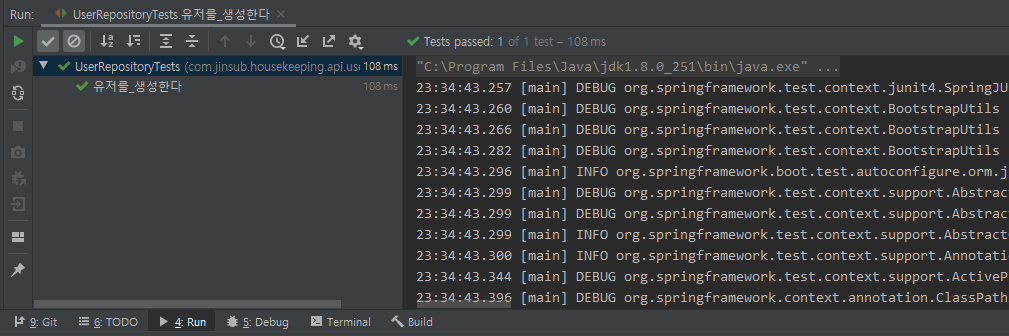 Run: UserRepositoryTests.유저를_생성한다
Tests passed: 1 of 1 test – 108 ms
UserRepositoryTests (com.jinsub.housekeeping.api.use 108 ms
유저를_생성한다 108 ms
"C:\Program Files\Java\jdk1.8.0_251\bin\java.exe" ...
23:34:43.257 [main] DEBUG org.springframework.test.context.junit4.SpringJU
23:34:43.260 [main] DEBUG org.springframework.test.context.BootstrapUtils
23:34:43.266 [main] DEBUG org.springframework.test.context.BootstrapUtils
23:34:43.282 [main] DEBUG org.springframework.test.context.BootstrapUtils
23:34:43.296 [main] INFO org.springframework.boot.test.autoconfigure.orm.j
23:34:43.299 [main] DEBUG org.springframework.test.context.support.Abstrac
23:34:43.299 [main] DEBUG org.springframework.test.context.support.Abstrac
23:34:43.299 [main] INFO org.springframework.test.context.support.Abstract
23:34:43.300 [main] INFO org.springframework.test.context.support.Annotati
23:34:43.344 [main] DEBUG org.springframework.test.context.support.ActiveP
23:34:43.396 [main] DEBUG org.springframework.context.annotation.ClassPath
9: Git 6: TODO 4: Run 5: Debug Terminal Build